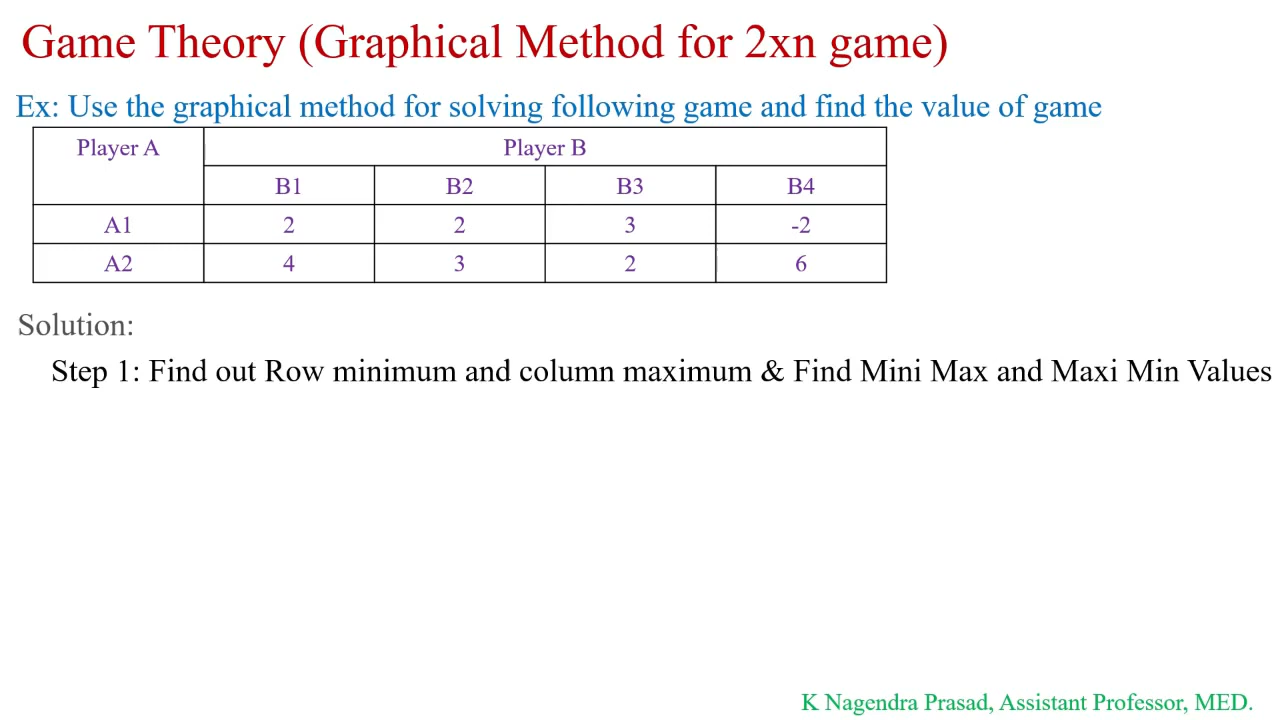 Game Theory (Graphical Method for 2xn game)
Ex: Use the graphical method for solving following game and find the value of game
Player A Player B
B1 B2 B3 B4
A1 2 2 3 -2
A2 4 3 2 6
Solution:
Step 1: Find out Row minimum and column maximum & Find Mini Max and Maxi Min Values
K Nagendra Prasad, Assistant Professor, MED.